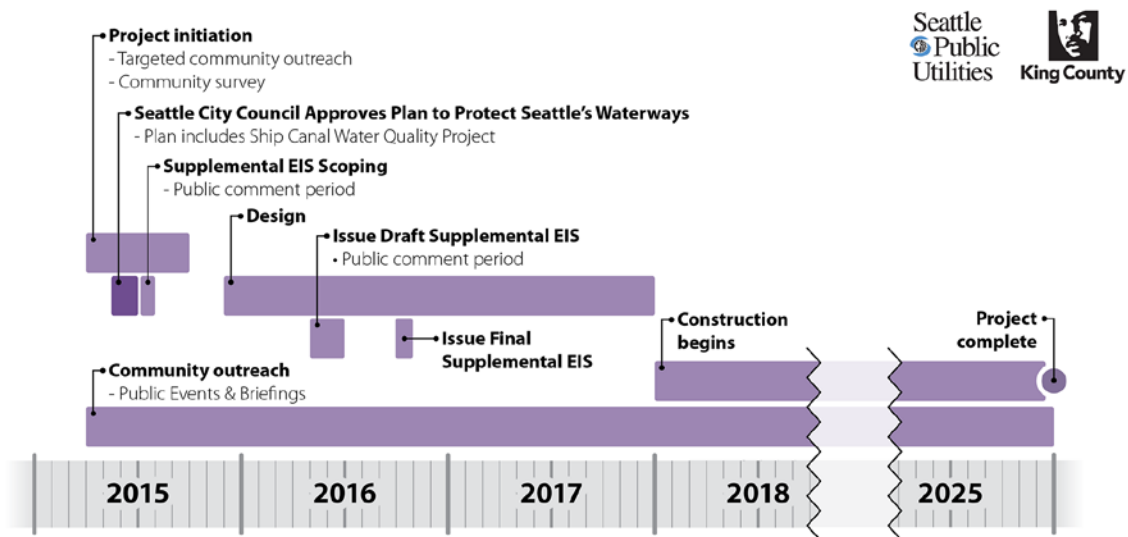 Seattle
Public
Utilities
King County
Project initiation
- Targeted community outreach
- Community survey
Seattle City Council Approves Plan to Protect Seattle's Waterways
- Plan includes Ship Canal Water Quality Project
Supplemental EIS Scoping
- Public comment period
Design
Issue Draft Supplemental EIS
• Public comment period
Issue Final
Supplemental EIS
Construction
begins
Project
complete
Community outreach
- Public Events & Briefings
2015 2016 2017 2018 2025